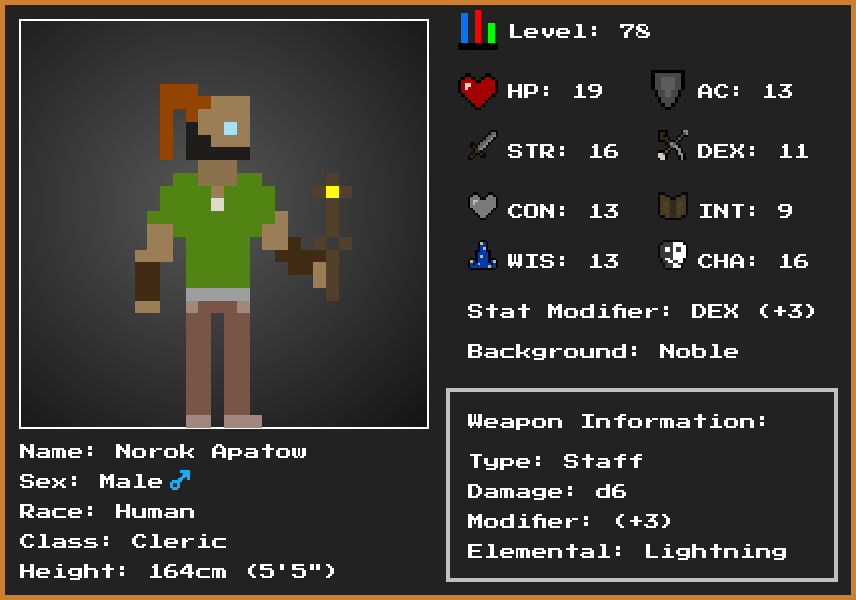 Level: 78
HP: 19
AC: 13
STR: 16
DEX: 11
CON: 13
INT: 9
WIS: 13
CHA: 16
Stat Modifier: DEX (+3)
Background: Noble
Weapon Information:
Type: Staff
Damage: d6
Modifier: (+3)
Elemental: Lightning
Name: Norok Apatow
Sex: Male♂
Race: Human
Class: Cleric
Height: 164cm (5'5")